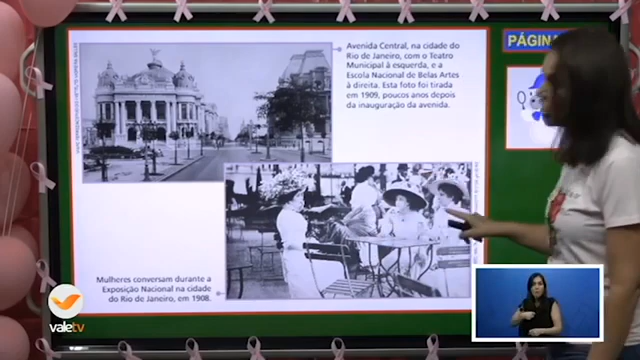 Avenida Central, na cidade do
Rio de Janeiro, com o Teatro
Municipal à esquerda, e a
Escola Nacional de Belas Artes
à direita. Esta foto foi tirada
em 1909, poucos anos depois
da inauguração da avenida.
PÁGINA
Mulheres conversam durante a
Exposição Nacional na cidade
do Rio de Janeiro, em 1908.
valetv